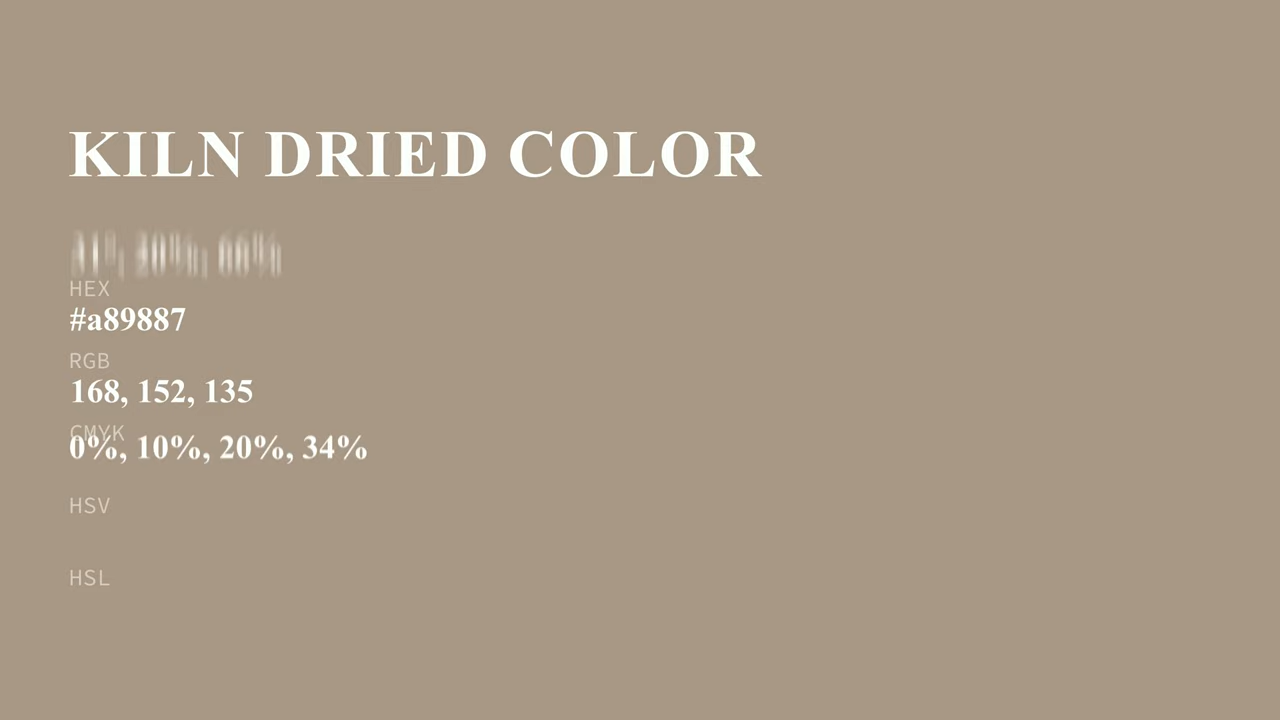 KILN DRIED COLOR
HEX
#a89887
RGB
168, 152, 135
CMYK
0%, 10%, 20%, 34%
HSV
HSL